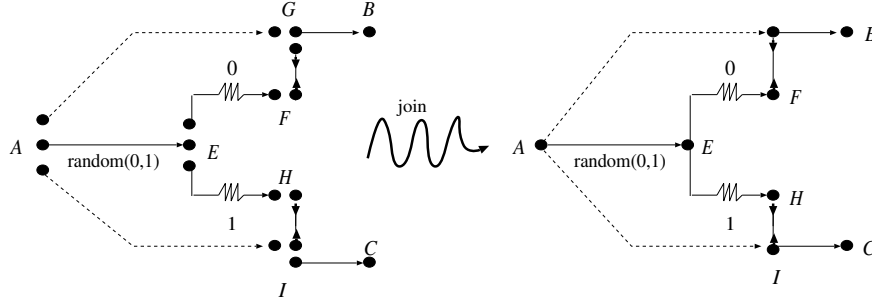 G B
0
F
A E
random(0,1)
H
1
I C
join
B
0
F
A E
random(0,1)
H
1
I C